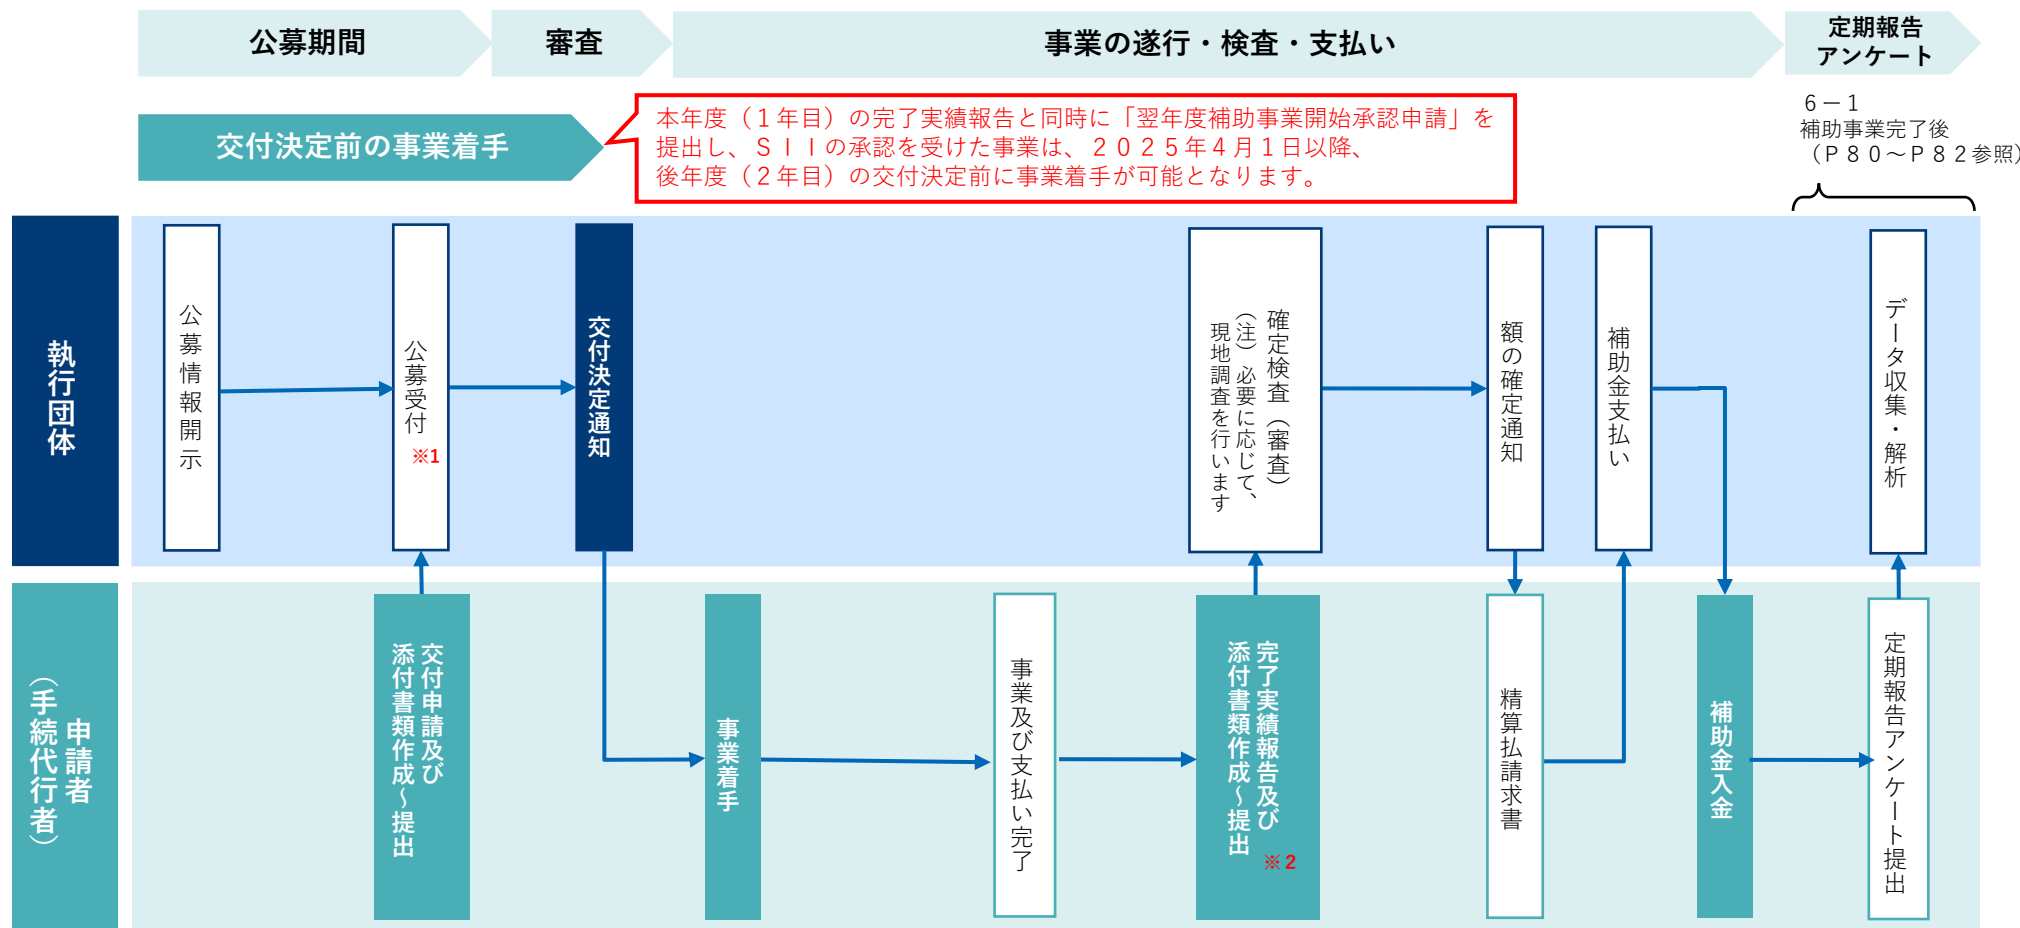 公募期間
審査
事業の遂行・検査・支払い
定期報告
アンケート
交付決定前の事業着手
本年度（１年目）の完了実績報告と同時に「翌年度補助事業開始承認申請」を
提出し、ＳＩＩの承認を受けた事業は、２０２５年４月１日以降、
後年度（２年目）の交付決定前に事業着手が可能となります。
６－１
補助事業完了後
（Ｐ８０～Ｐ８２参照）
執行団体
公募情報開示
公募受付
※1
交付決定通知
確定検査（審査）
（注）必要に応じて、
現地調査を行います
額の確定通知
補助金支払い
データ収集・解析
申請者
（手続代行者）
交付申請及び
添付書類作成～提出
事業着手
事業及び支払い完了
完了実績報告及び
添付書類作成～提出
※2
精算払請求書
補助金入金
定期報告アンケート提出